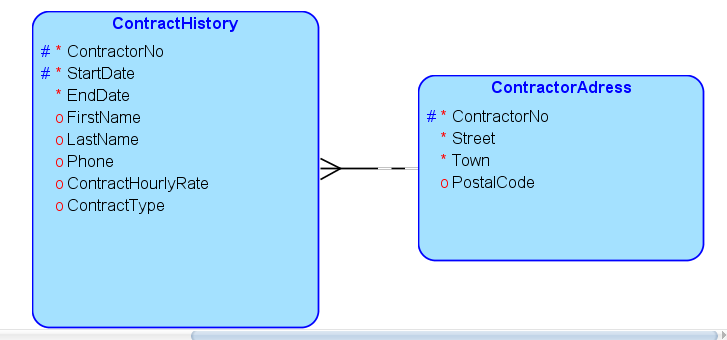 ContractHistory
# * ContractorNo
# * StartDate
* EndDate
o FirstName
o LastName
o Phone
o ContractHourlyRate
o ContractType
ContractorAdress
# * ContractorNo
* Street
* Town
o PostalCode